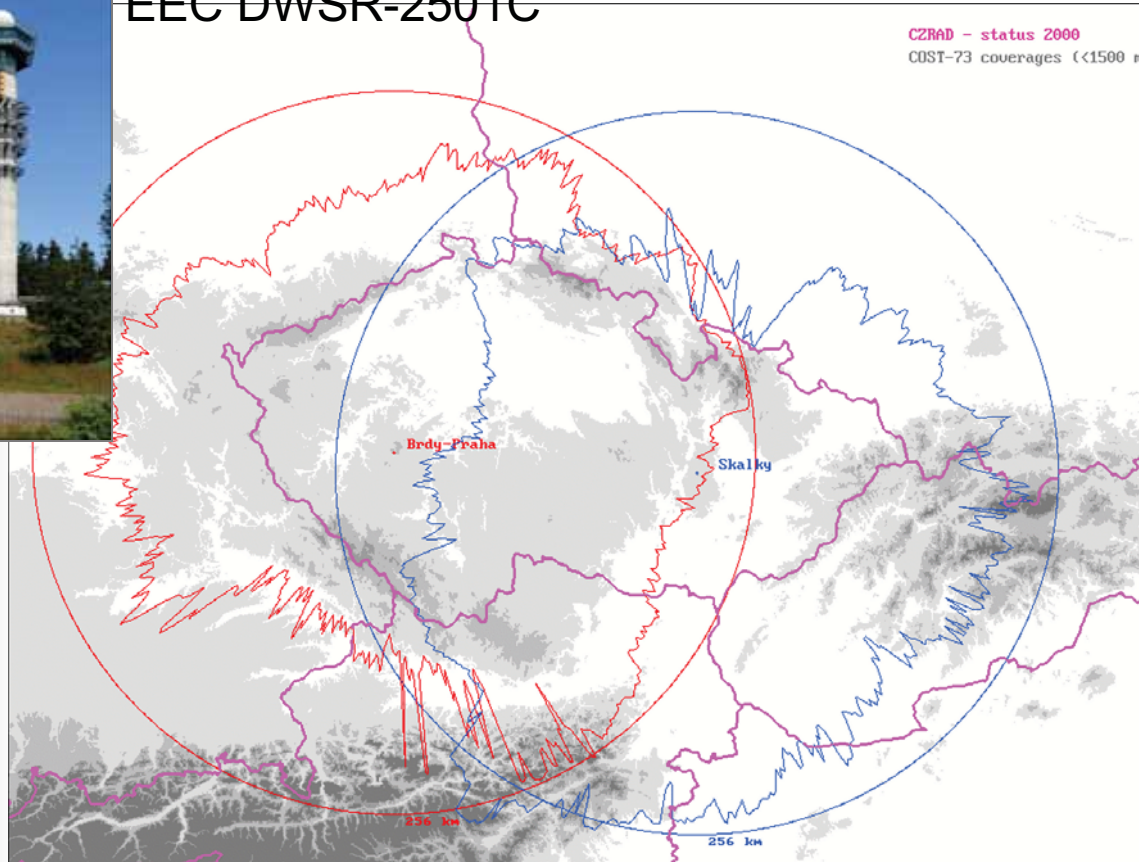 EEC DWSR-2501C
CZRAD - status 2000
COST-73 coverages (<1500 m
Brdy-Praha
Skalky
256 km
256 km